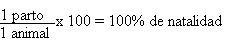 1 parto x 100 = 100% de natalidad
1 animal